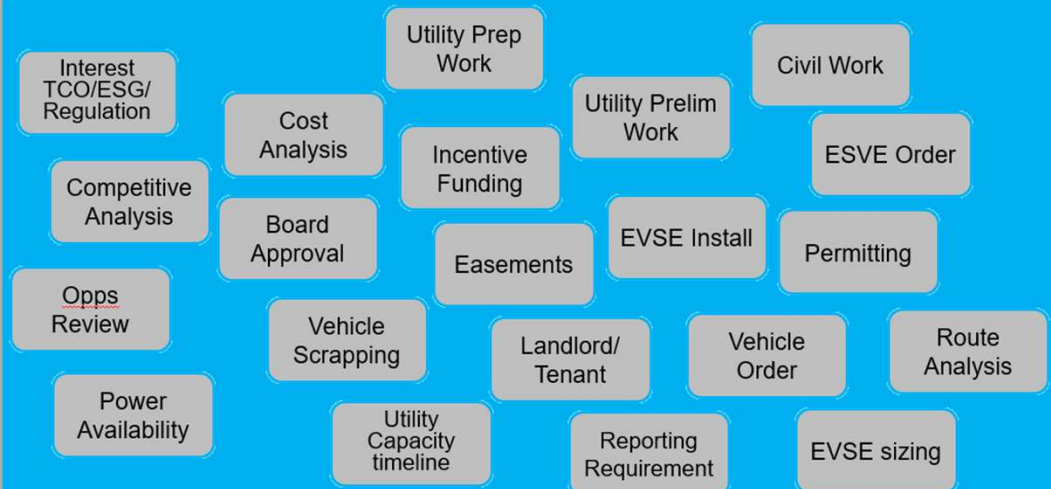 Interest
TCO/ESG/
Regulation
Utility Prep
Work
Civil Work
Cost
Analysis
Utility Prelim
Work
Incentive
Funding
ESVE Order
Competitive
Analysis
Board
Approval
EVSE Install
Permitting
Easements
Opps
Review
Vehicle
Scrapping
Landlord/
Tenant
Vehicle
Order
Route
Analysis
Power
Availability
Utility
Capacity
timeline
Reporting
Requirement
EVSE sizing